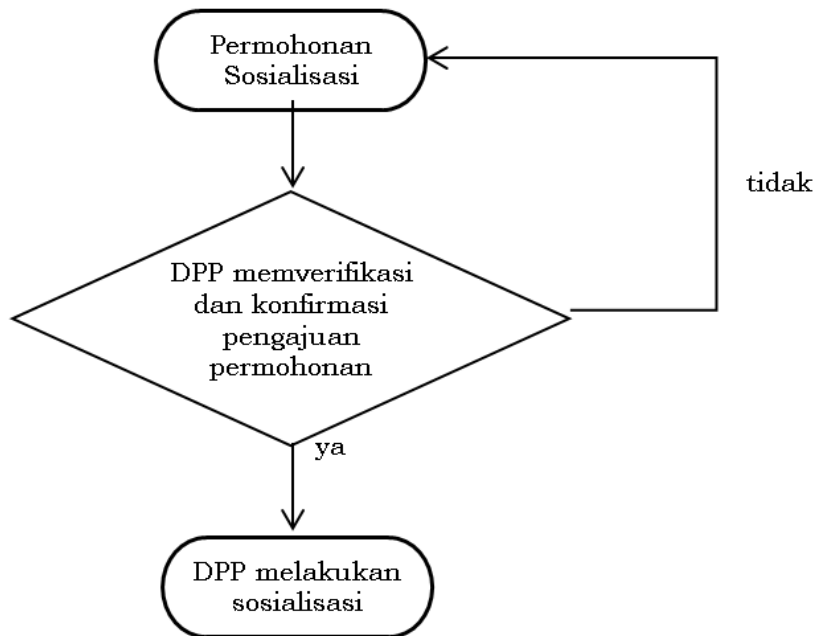 Permohonan
Sosialisasi
tidak
DPP memverifikasi
dan konfirmasi
pengajuan
permohonan
ya
DPP melakukan
sosialisasi